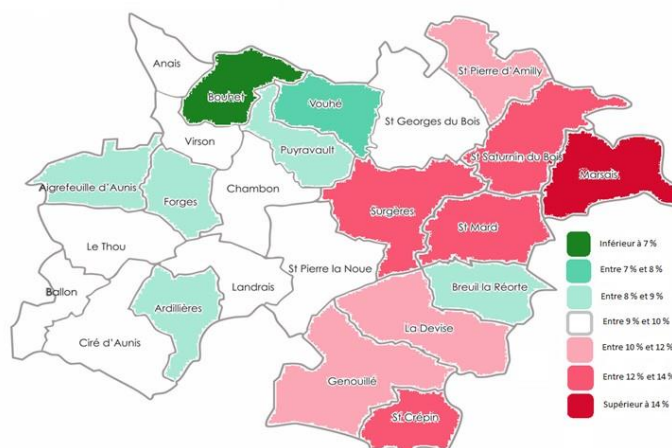 Anais
St Pierre d'Amilly
Bouhet
Vouhé
St Georges du Bois
Virson
Puyravault
St Saturnin du Bois
Marsais
Aigrefeuille d'Aunis
Forges
Chambon
Surgères
St Mard
Le Thou
St Pierre la Noue
Ballon
Landrais
Breuil la Réorte
Ardillières
Ciré d'Aunis
La Devise
Genouillé
St Crépin
Inférieur à 7 %
Entre 7 % et 8 %
Entre 8 % et 9 %
Entre 9 % et 10 %
Entre 10 % et 12%
Entre 12 % et 14 %
Supérieur à 14 %